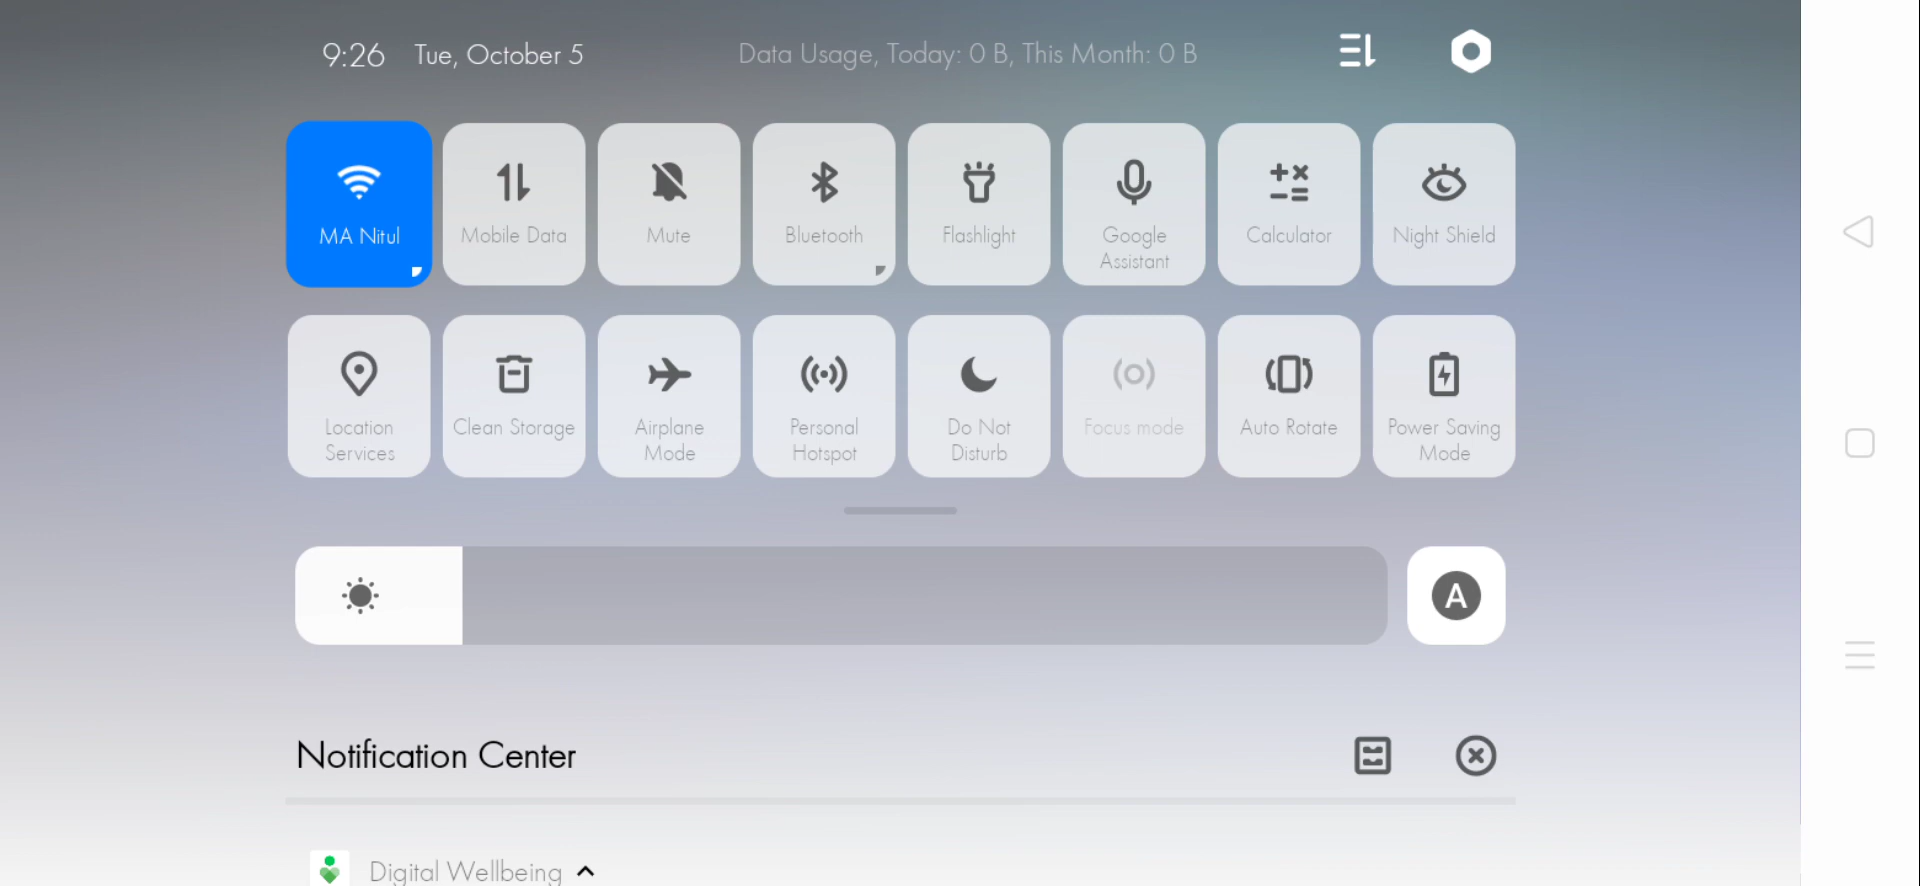 9:26 Tue, October 5 Data Usage, Today: 0 B, This Month: 0 B
MA Nitul Mobile Data Mute Bluetooth Flashlight Google Assistant Calculator Night Shield
Location Services Clean Storage Airplane Mode Personal Hotspot Do Not Disturb Focus mode Auto Rotate Power Saving Mode
A
Notification Center
Digital Wellbeing